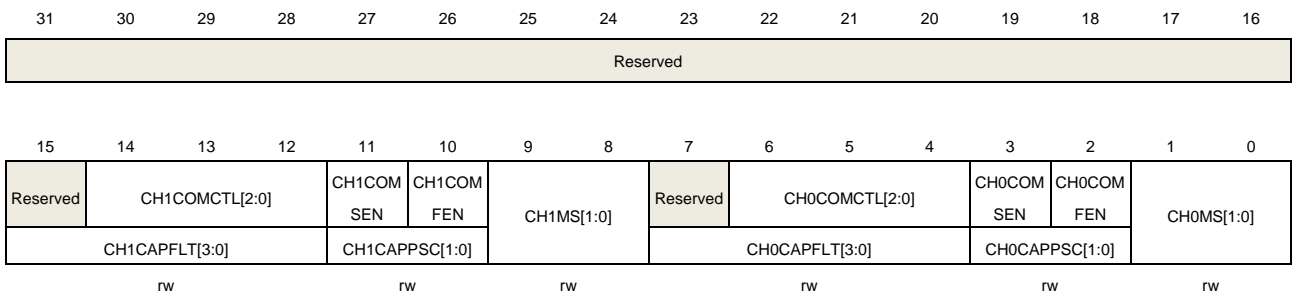 31 30 29 28 27 26 25 24 23 22 21 20 19 18 17 16
Reserved
15 14 13 12 11 10 9 8 7 6 5 4 3 2 1 0
Reserved CH1COMCTL[2:0] CH1COM SEN CH1COM FEN CH1MS[1:0] Reserved CH0COMCTL[2:0] CH0COM SEN CH0COM FEN CH0MS[1:0]
CH1CAPFLT[3:0] CH1CAPPSC[1:0] CH0CAPFLT[3:0] CH0CAPPSC[1:0]
rw rw rw rw rw rw